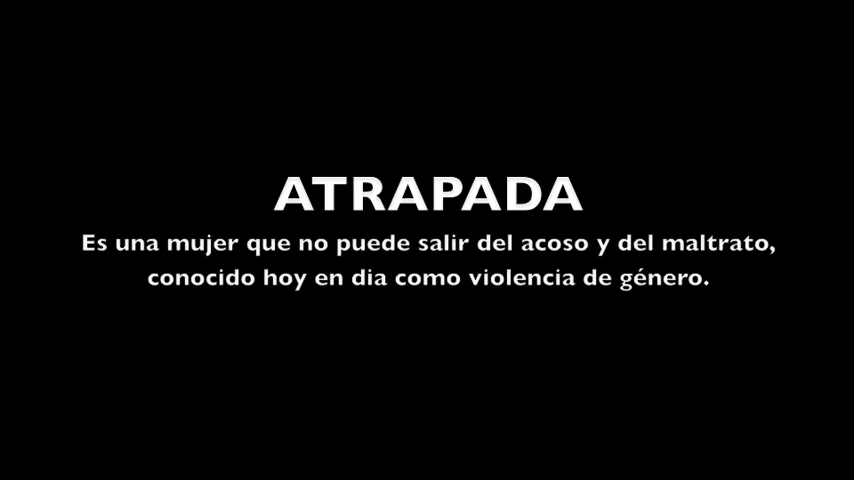 ATRAPADA
Es una mujer que no puede salir del acoso y del maltrato,
conocido hoy en dia como violencia de género.